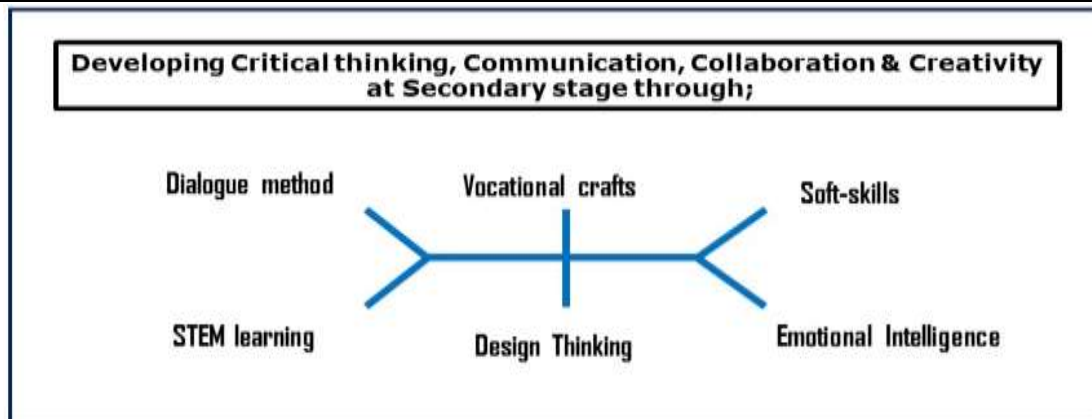 Developing Critical thinking, Communication, Collaboration & Creativity
at Secondary stage through;
Dialogue method
Vocational crafts
Soft-skills
STEM learning
Design Thinking
Emotional Intelligence